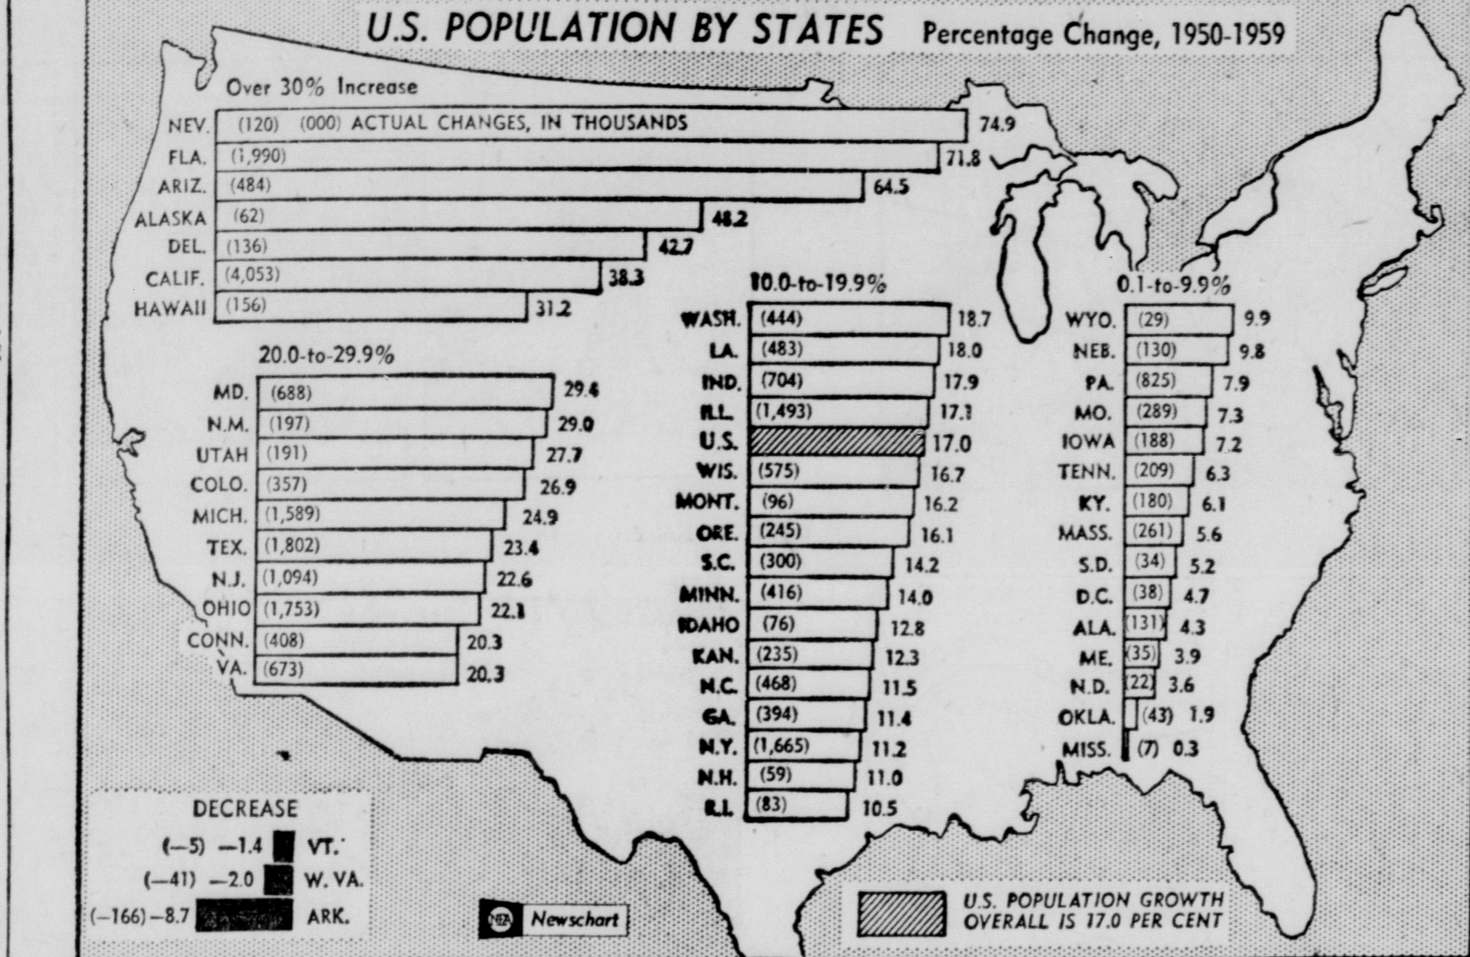 U.S. POPULATION BY STATES Percentage Change, 1950-1959
Over 30% Increase
NEV. (120) (000) ACTUAL CHANGES, IN THOUSANDS 74.9
FLA. (1,990) 71.8
ARIZ. (484) 64.5
ALASKA (62) 48.2
DEL. (136) 42.7
CALIF. (4,053) 38.3
HAWAII (156) 31.2
20.0-to-29.9%
MD. (688) 29.4
N.M. (197) 29.0
UTAH (191) 27.7
COLO. (357) 26.9
MICH. (1,589) 24.9
TEX. (1,802) 23.4
N.J. (1,094) 22.6
OHIO (1,753) 22.1
CONN. (408) 20.3
VA. (673) 20.3
10.0-to-19.9%
WASH. (444) 18.7
LA. (483) 18.0
IND. (704) 17.9
ILL. (1,493) 17.1
U.S. 17.0
WIS. (575) 16.7
MONT. (96) 16.2
ORE. (245) 16.1
S.C. (300) 14.2
MINN. (416) 14.0
IDAHO (76) 12.8
KAN. (235) 12.3
N.C. (468) 11.5
GA. (394) 11.4
N.Y. (1,665) 11.2
N.H. (59) 11.0
R.I. (83) 10.5
0.1-to-9.9%
WYO. (29) 9.9
NEB. (130) 9.8
PA. (825) 7.9
MO. (289) 7.3
IOWA (188) 7.2
TENN. (209) 6.3
KY. (180) 6.1
MASS. (261) 5.6
S.D. (34) 5.2
D.C. (38) 4.7
ALA. (131) 4.3
ME. (35) 3.9
N.D. (22) 3.6
OKLA. (43) 1.9
MISS. (7) 0.3
DECREASE
(—5) —1.4 VT.
(—41) —2.0 W. VA.
(—166) —8.7 ARK.
NEA Newschart
U.S. POPULATION GROWTH
OVERALL IS 17.0 PER CENT